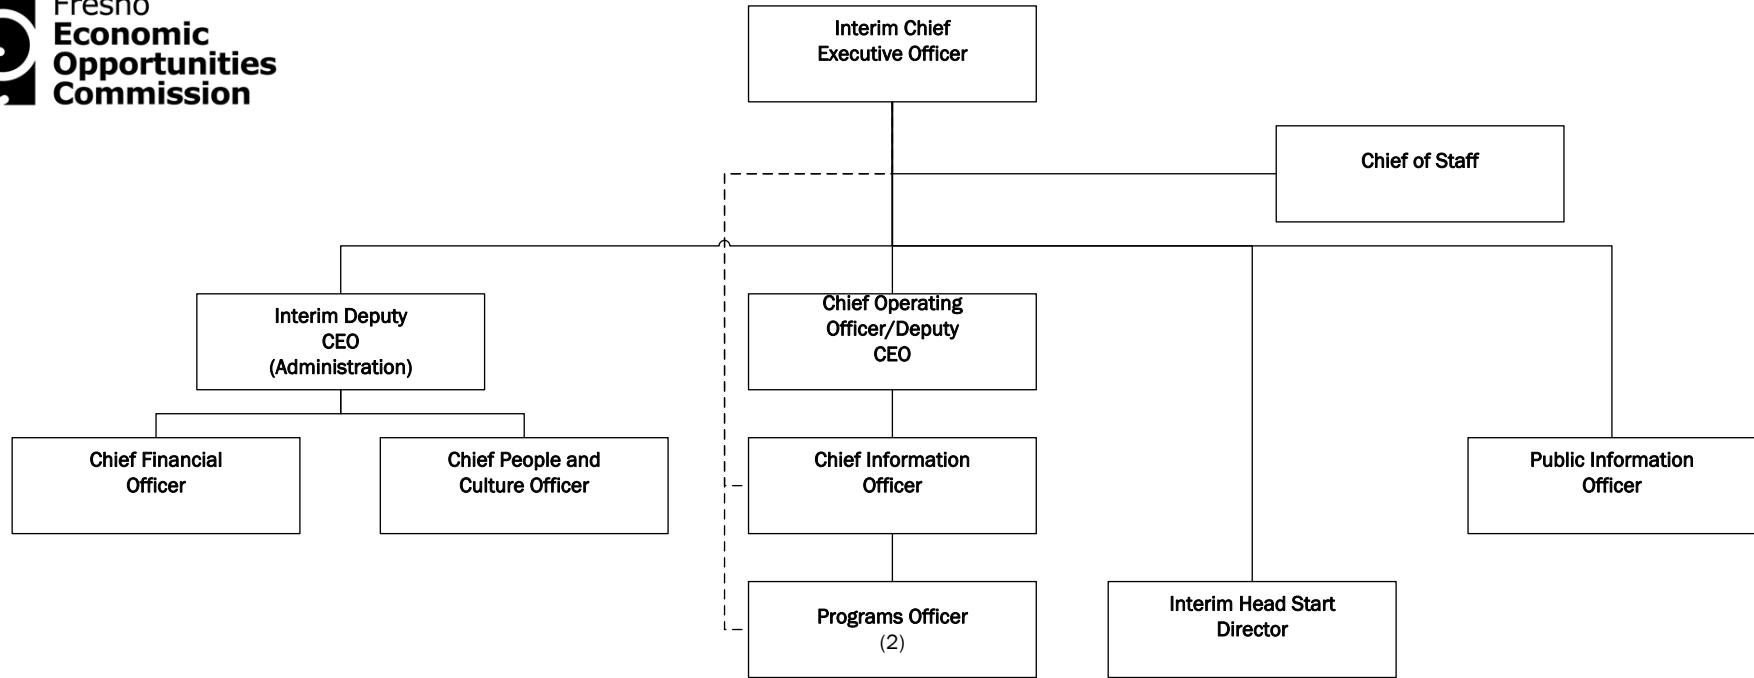 Fresno
Economic
Opportunities
Commission
Interim Chief
Executive Officer
Chief of Staff
Interim Deputy
CEO
(Administration)
Chief Operating
Officer/Deputy
CEO
Chief Financial
Officer
Chief People and
Culture Officer
Chief Information
Officer
Public Information
Officer
Programs Officer
(2)
Interim Head Start
Director